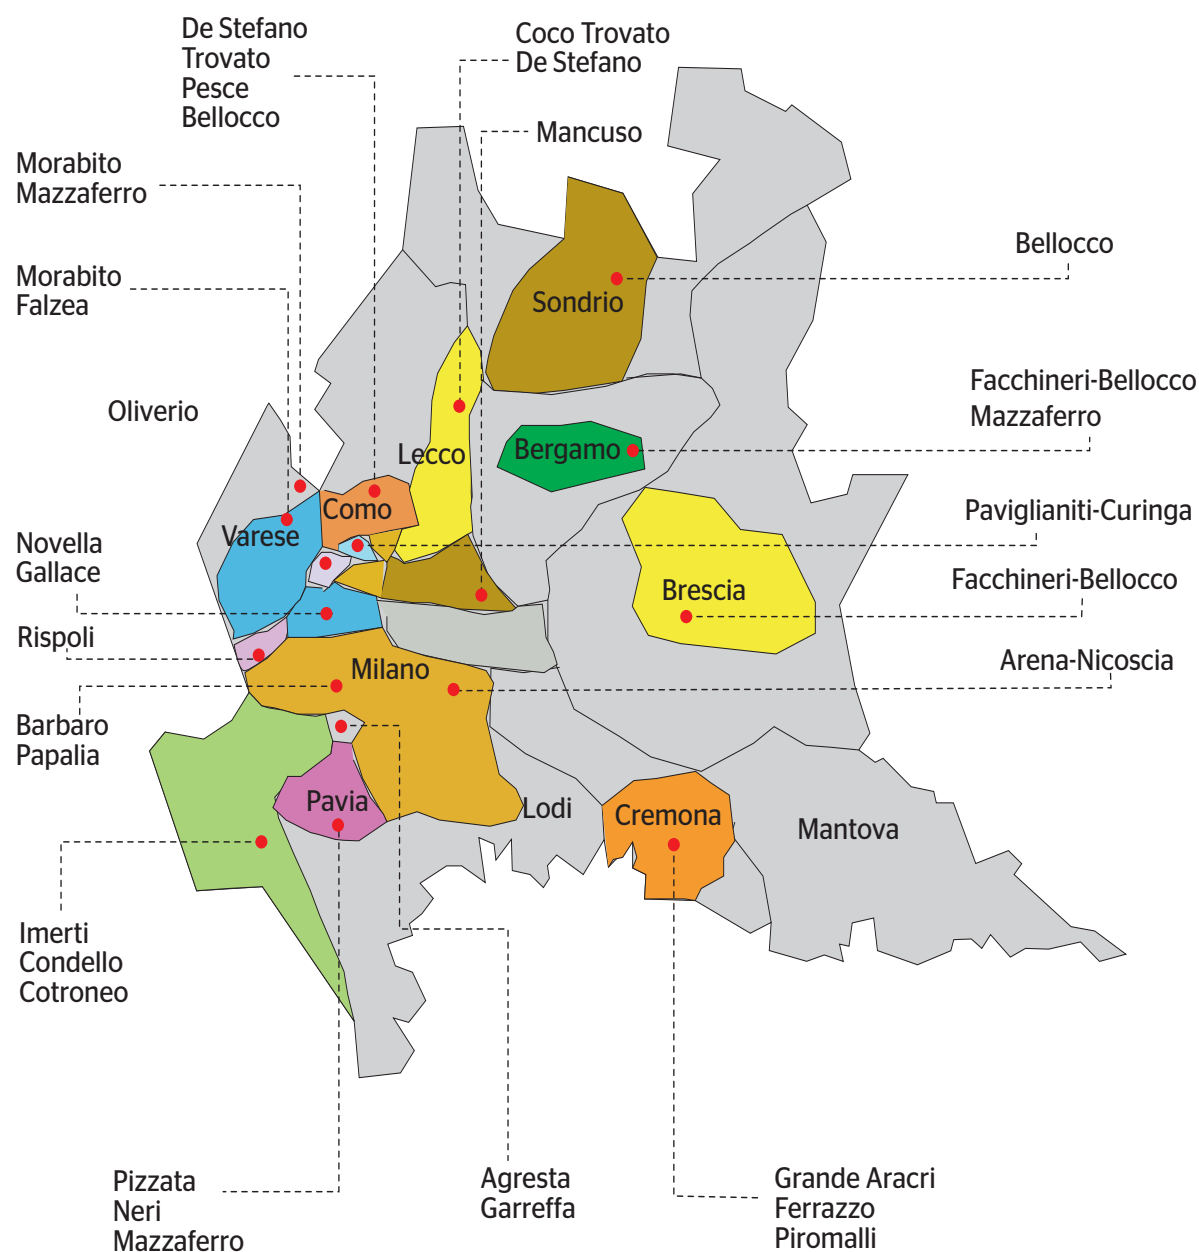 De Stefano
Trovato
Pesce
Bellocco
Coco Trovato
De Stefano
Mancuso
Morabito
Mazzaferro
Bellocco
Morabito
Falzea
Sondrio
Facchineri-Bellocco
Mazzaferro
Oliverio
Lecco
Bergamo
Como
Paviglianiti-Curinga
Varese
Novella
Gallace
Facchineri-Bellocco
Brescia
Rispoli
Arena-Nicoscia
Milano
Barbaro
Papalia
Pavia
Lodi
Cremona
Mantova
Imerti
Condello
Cotroneo
Pizzata
Neri
Mazzaferro
Agresta
Garreffa
Grande Aracri
Ferrazzo
Piromalli